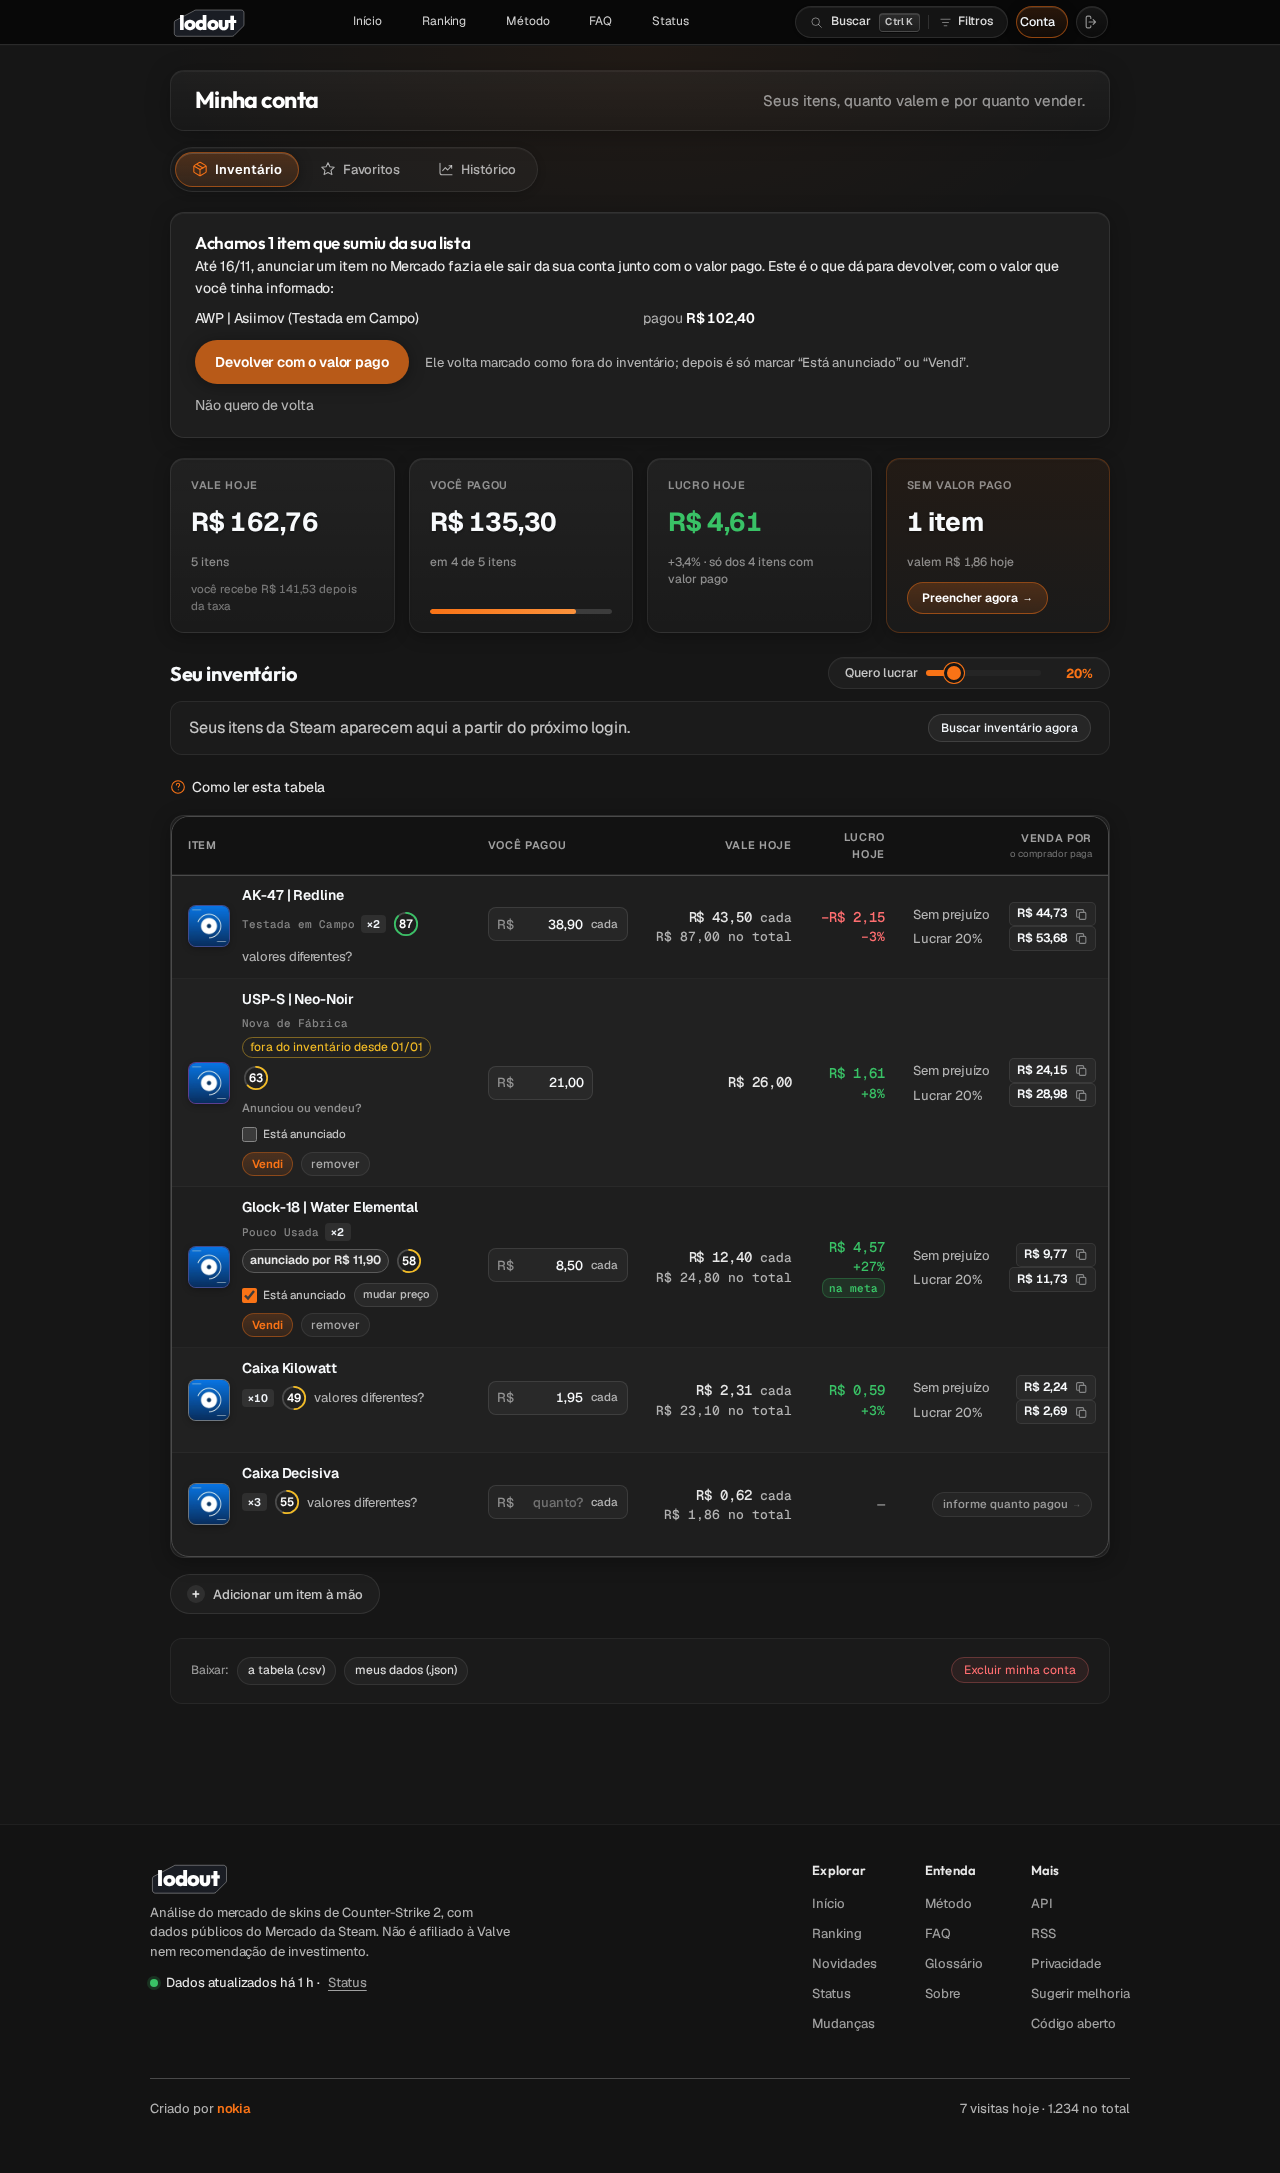 lodout
Início
Ranking
Método
FAQ
Status
Buscar
Ctrl K
Filtros
Conta
Minha conta
Seus itens, quanto valem e por quanto vender.
Inventário
Favoritos
Histórico
Achamos 1 item que sumiu da sua lista
Até 16/11, anunciar um item no Mercado fazia ele sair da sua conta junto com o valor pago. Este é o que dá para devolver, com o valor que
você tinha informado:
AWP | Asiimov (Testada em Campo)
pagou R$ 102,40
Devolver com o valor pago
Ele volta marcado como fora do inventário; depois é só marcar “Está anunciado” ou “Vendi”.
Não quero de volta
VALE HOJE
R$ 162,76
5 itens
você recebe R$ 141,53 depois
da taxa
VOCÊ PAGOU
R$ 135,30
em 4 de 5 itens
LUCRO HOJE
R$ 4,61
+3,4% · só dos 4 itens com
valor pago
SEM VALOR PAGO
1 item
valem R$ 1,86 hoje
Preencher agora →
Seu inventário
Quero lucrar
20%
Seus itens da Steam aparecem aqui a partir do próximo login.
Buscar inventário agora
Como ler esta tabela
ITEM
VOCÊ PAGOU
VALE HOJE
LUCRO
HOJE
VENDA POR
o comprador paga
AK-47 | Redline
Testada em Campo ×2 87
valores diferentes?
R$ 38,90 cada
R$ 43,50 cada
R$ 87,00 no total
−R$ 2,15
−3%
Sem prejuízo R$ 44,73
Lucrar 20% R$ 53,68
USP-S | Neo-Noir
Nova de Fábrica
fora do inventário desde 01/01
63
Anunciou ou vendeu?
Está anunciado
Vendi
remover
R$ 21,00
R$ 26,00
R$ 1,61
+8%
Sem prejuízo R$ 24,15
Lucrar 20% R$ 28,98
Glock-18 | Water Elemental
Pouco Usada ×2
anunciado por R$ 11,90 58
Está anunciado mudar preço
Vendi
remover
R$ 8,50 cada
R$ 12,40 cada
R$ 24,80 no total
R$ 4,57
+27%
na meta
Sem prejuízo R$ 9,77
Lucrar 20% R$ 11,73
Caixa Kilowatt
×10 49 valores diferentes?
R$ 1,95 cada
R$ 2,31 cada
R$ 23,10 no total
R$ 0,59
+3%
Sem prejuízo R$ 2,24
Lucrar 20% R$ 2,69
Caixa Decisiva
×3 55 valores diferentes?
R$ quanto? cada
R$ 0,62 cada
R$ 1,86 no total
—
informe quanto pagou →
+ Adicionar um item à mão
Baixar:
a tabela (.csv)
meus dados (.json)
Excluir minha conta
lodout
Análise do mercado de skins de Counter-Strike 2, com
dados públicos do Mercado da Steam. Não é afiliado à Valve
nem recomendação de investimento.
Dados atualizados há 1 h · Status
Explorar
Início
Ranking
Novidades
Status
Mudanças
Entenda
Método
FAQ
Glossário
Sobre
Mais
API
RSS
Privacidade
Sugerir melhoria
Código aberto
Criado por nokia
7 visitas hoje · 1.234 no total